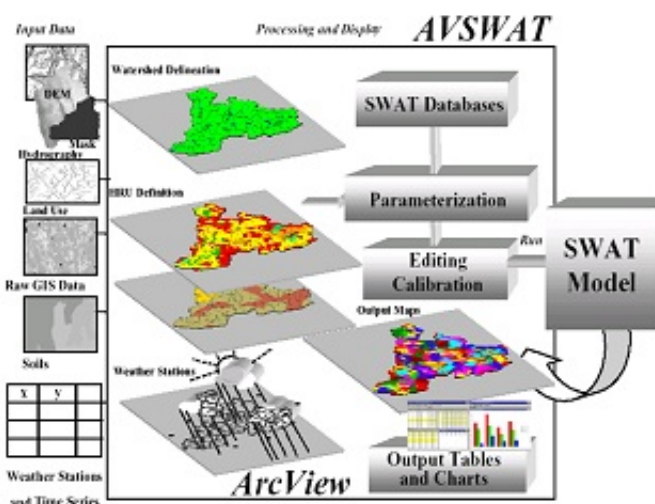 Input Data
Processing and Display
AVSWAT
DEM
Mask
Hydrography
Land Use
Raw GIS Data
Soils
x y
Weather Stations
and Time Series
Watershed Delineation
HRU Definition
Weather Stations
ArcView
SWAT Databases
Parameterization
Editing
Calibration
Run
SWAT
Model
Output Maps
Output Tables
and Charts